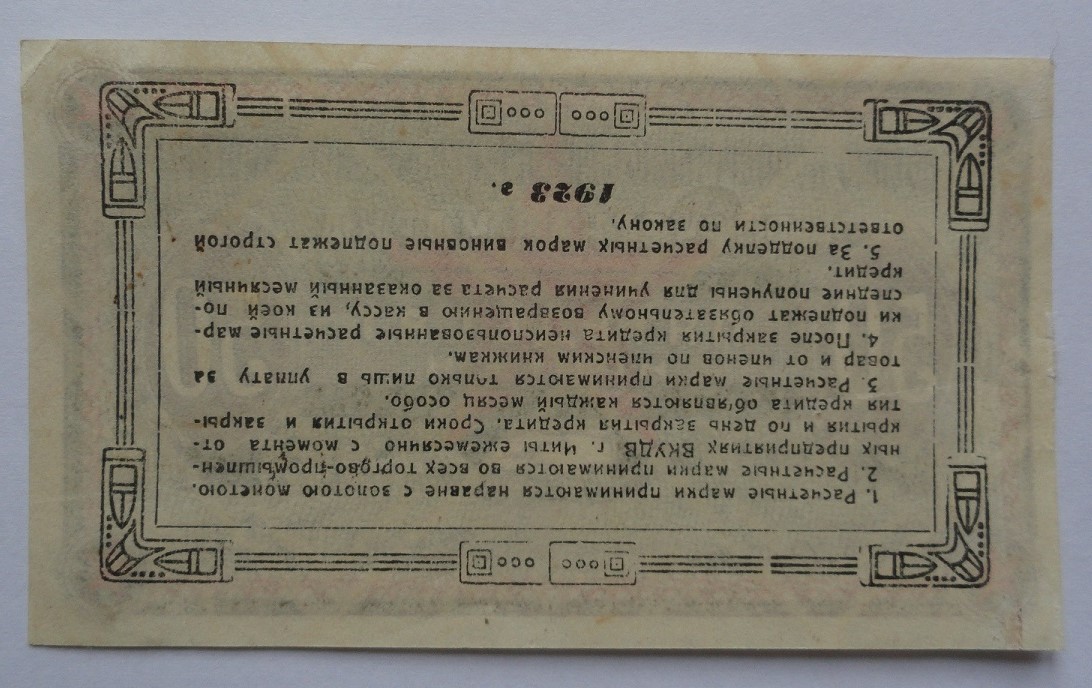 1. Расчетные марки принимаются наравне с золотою монетою.
2. Расчетные марки принимаются во всех торгово-промышлен-
ных предприятиях ВКУДВ г. Читы ежемесячно с момента от-
крытия и по день закрытия кредита. Сроки открытия и закры-
тия кредита об'являются каждый месяц особо.
3. Расчетные марки принимаются только лишь в уплату за
товар и от членов по членским книжкам.
4. После закрытия кредита неиспользованные расчетные мар-
ки подлежат обязательному возвращению в кассу, из коей по-
следние получены для учинения расчета за оказанный месячный
кредит.
5. За подделку расчетных марок виновные подлежат строгой
ответственности по закону.
1923 г.